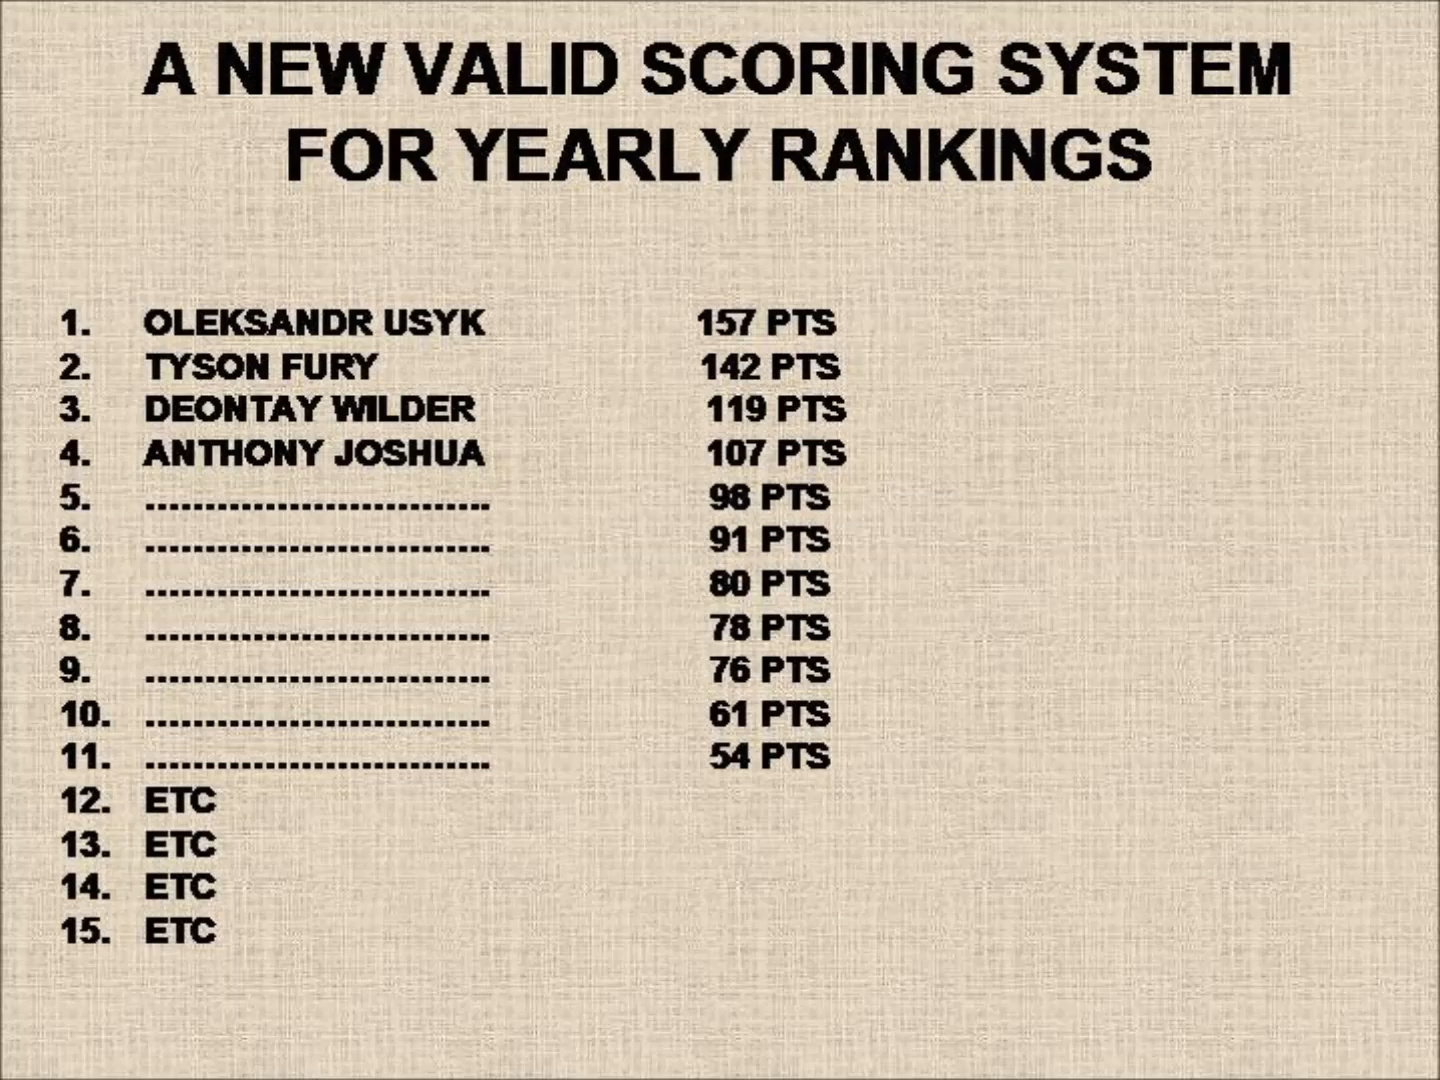 A NEW VALID SCORING SYSTEM
FOR YEARLY RANKINGS
1. OLEKSANDR USYK 157 PTS
2. TYSON FURY 142 PTS
3. DEONTAY WILDER 119 PTS
4. ANTHONY JOSHUA 107 PTS
5. ............................. 98 PTS
6. ............................. 91 PTS
7. ............................. 80 PTS
8. ............................. 78 PTS
9. ............................. 76 PTS
10. ............................. 61 PTS
11. ............................. 54 PTS
12. ETC
13. ETC
14. ETC
15. ETC